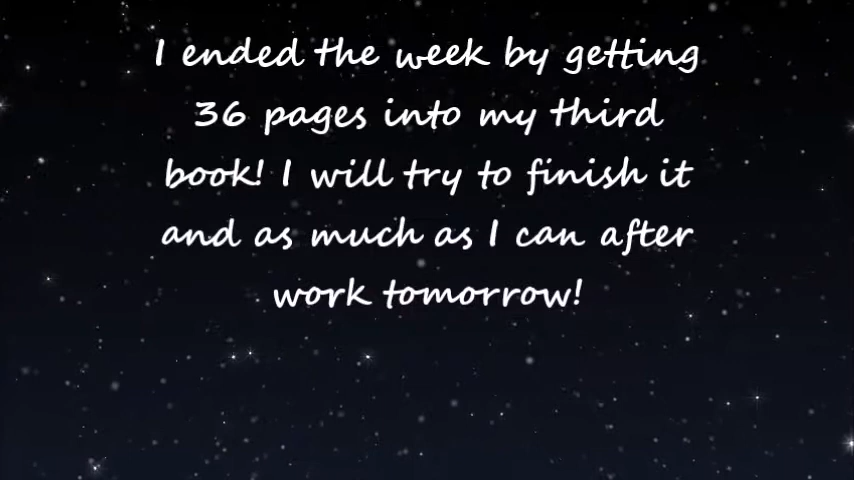 I ended the week by getting
36 pages into my third
book! I will try to finish it
and as much as I can after
work tomorrow!